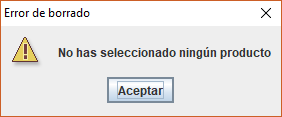 Error de borrado
No has seleccionado ningún producto
Aceptar